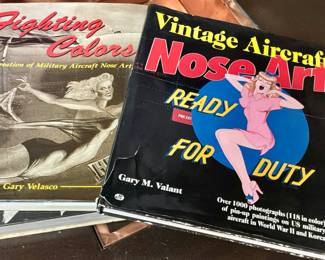 Fighting
Colors
Creation of Military Aircraft Nose Art
Gary Velasco
Vintage Aircraft
Nose Art
READY
FOR DUTY
Gary M. Valant
Over 1000 photographs (118 in color)
of pin-up paintings on US military
aircraft in World War II and Korea